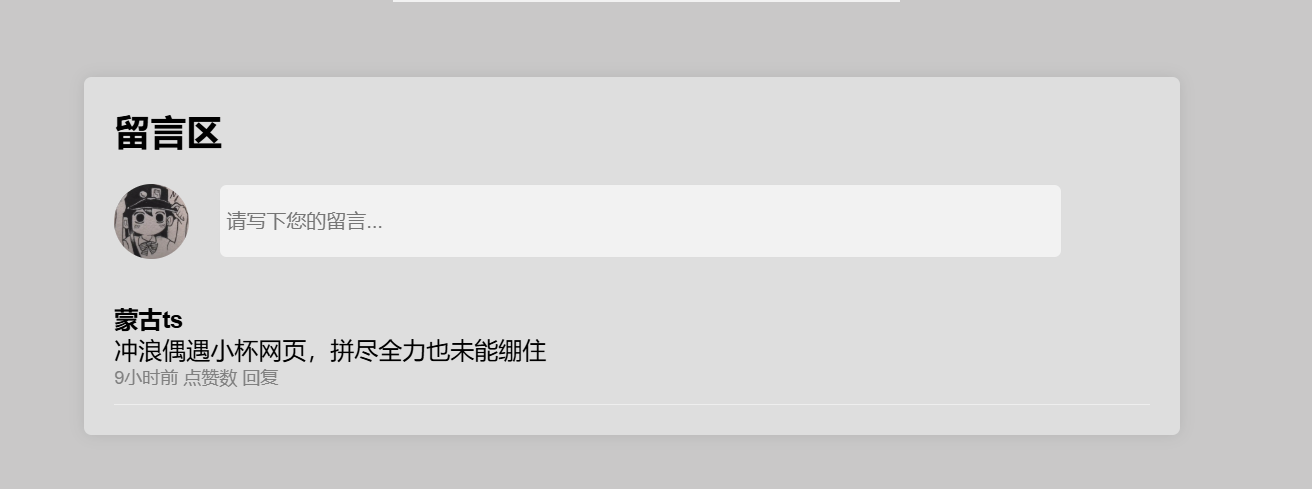 留言区
请写下您的留言...
蒙古ts
冲浪偶遇小杯网页，拼尽全力也未能绷住
9小时前 点赞数 回复